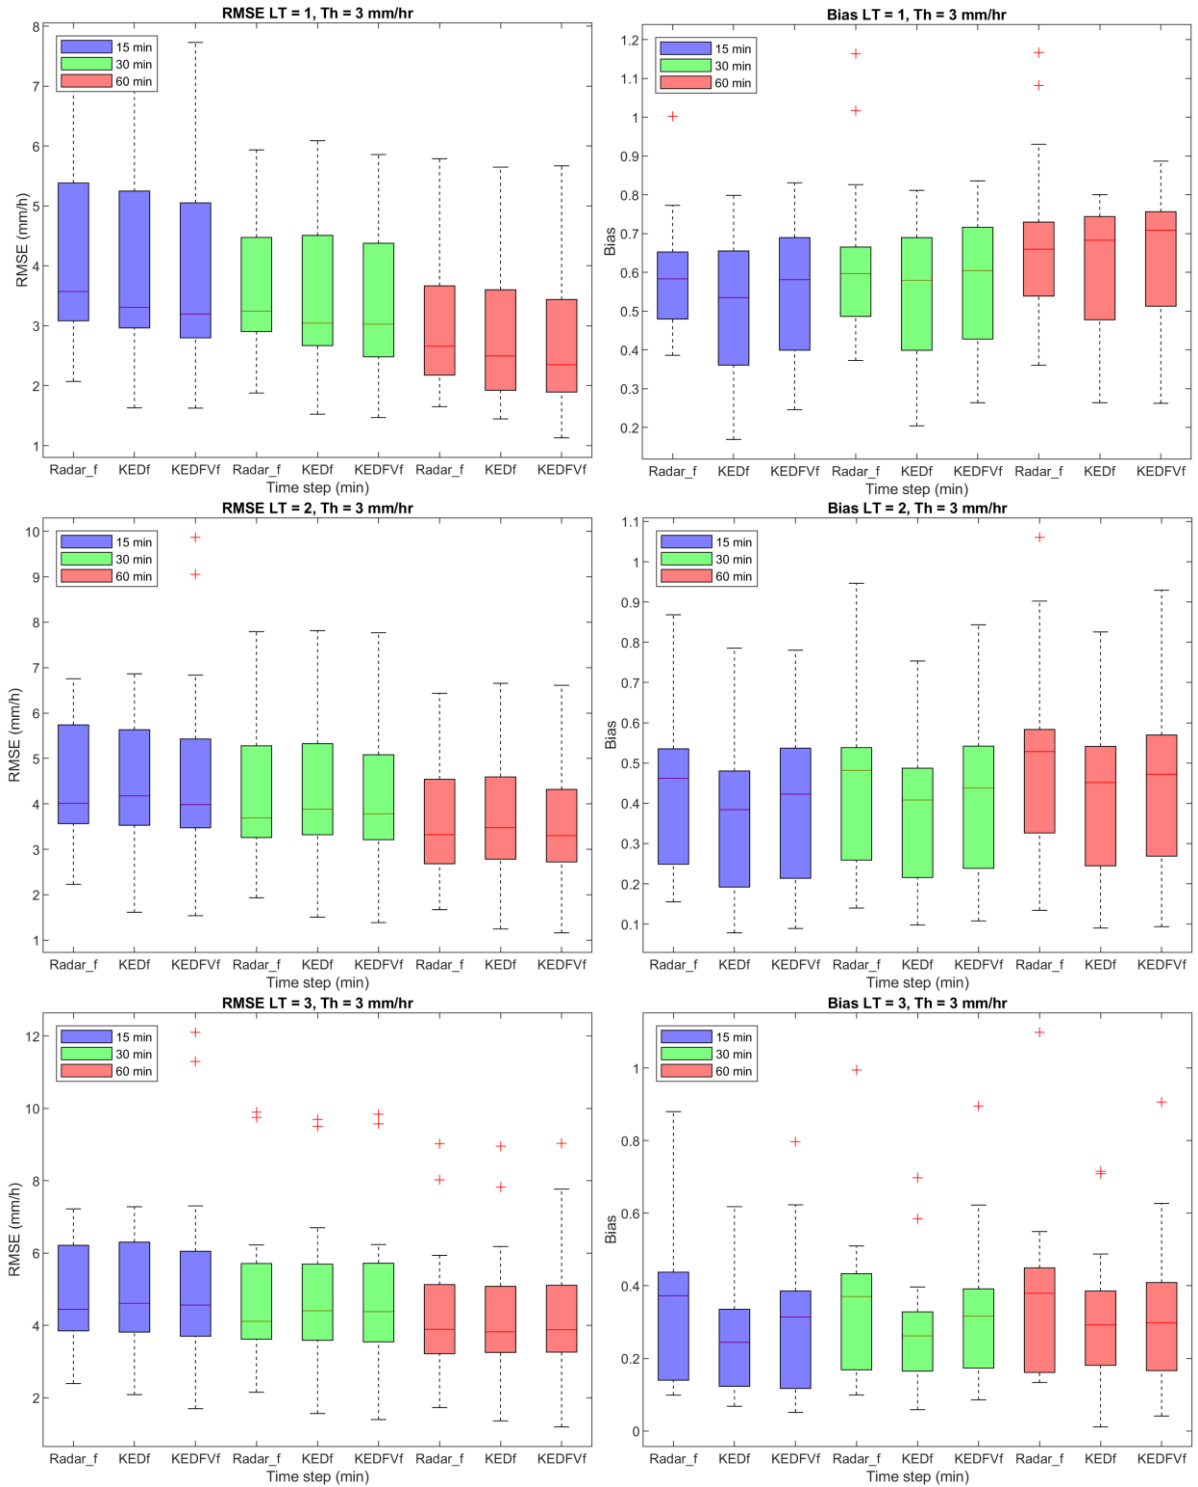 RMSE LT = 1, Th = 3 mm/hr
15 min
30 min
60 min
8
7
6
5
4
3
2
1
RMSE (mm/h)
Radar_f KEDf KEDFVf Radar_f KEDf KEDFVf Radar_f KEDf KEDFVf
Time step (min)
Bias LT = 1, Th = 3 mm/hr
15 min
30 min
60 min
1.2
1.1
1
0.9
0.8
0.7
0.6
0.5
0.4
0.3
0.2
Bias
Radar_f KEDf KEDFVf Radar_f KEDf KEDFVf Radar_f KEDf KEDFVf
Time step (min)
RMSE LT = 2, Th = 3 mm/hr
15 min
30 min
60 min
10
9
8
7
6
5
4
3
2
1
RMSE (mm/h)
Radar_f KEDf KEDFVf Radar_f KEDf KEDFVf Radar_f KEDf KEDFVf
Time step (min)
Bias LT = 2, Th = 3 mm/hr
15 min
30 min
60 min
1.1
1
0.9
0.8
0.7
0.6
0.5
0.4
0.3
0.2
0.1
Bias
Radar_f KEDf KEDFVf Radar_f KEDf KEDFVf Radar_f KEDf KEDFVf
Time step (min)
RMSE LT = 3, Th = 3 mm/hr
15 min
30 min
60 min
12
10
8
6
4
2
RMSE (mm/h)
Radar_f KEDf KEDFVf Radar_f KEDf KEDFVf Radar_f KEDf KEDFVf
Time step (min)
Bias LT = 3, Th = 3 mm/hr
15 min
30 min
60 min
1
0.8
0.6
0.4
0.2
0
Bias
Radar_f KEDf KEDFVf Radar_f KEDf KEDFVf Radar_f KEDf KEDFVf
Time step (min)